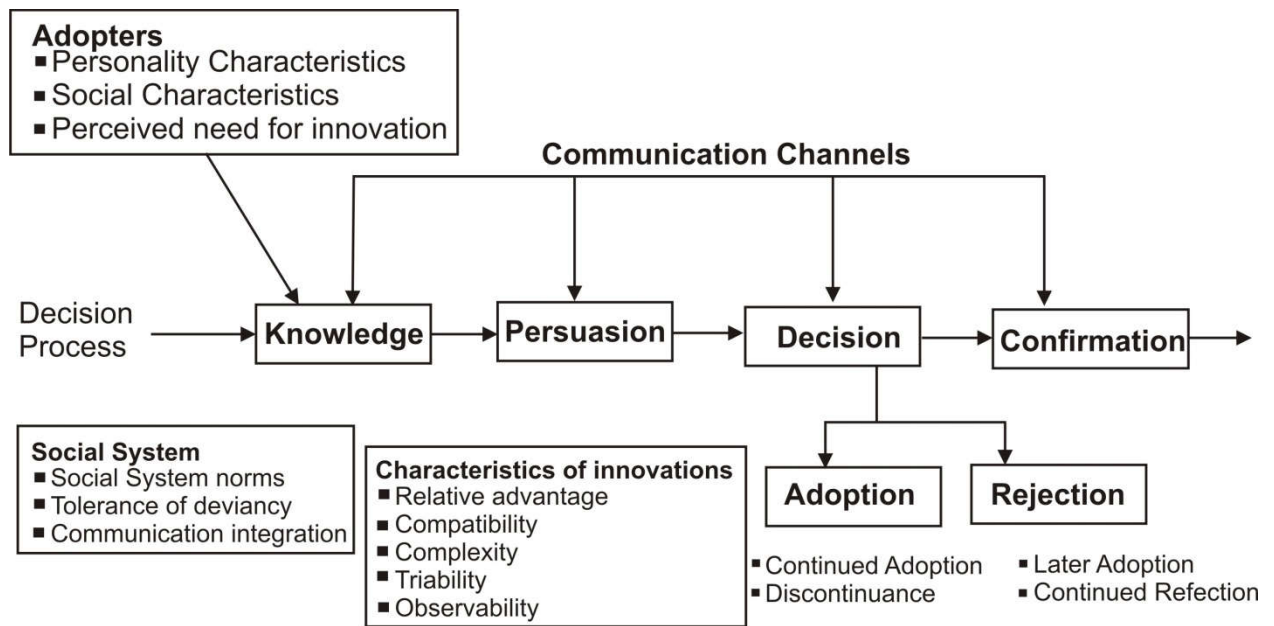 Adopters
▪ Personality Characteristics
▪ Social Characteristics
▪ Perceived need for innovation
Communication Channels
Decision
Process
Knowledge
Persuasion
Decision
Confirmation
Social System
▪ Social System norms
▪ Tolerance of deviancy
▪ Communication integration
Characteristics of innovations
▪ Relative advantage
▪ Compatibility
▪ Complexity
▪ Triability
▪ Observability
Adoption
Rejection
▪ Continued Adoption
▪ Discontinuance
▪ Later Adoption
▪ Continued Refection